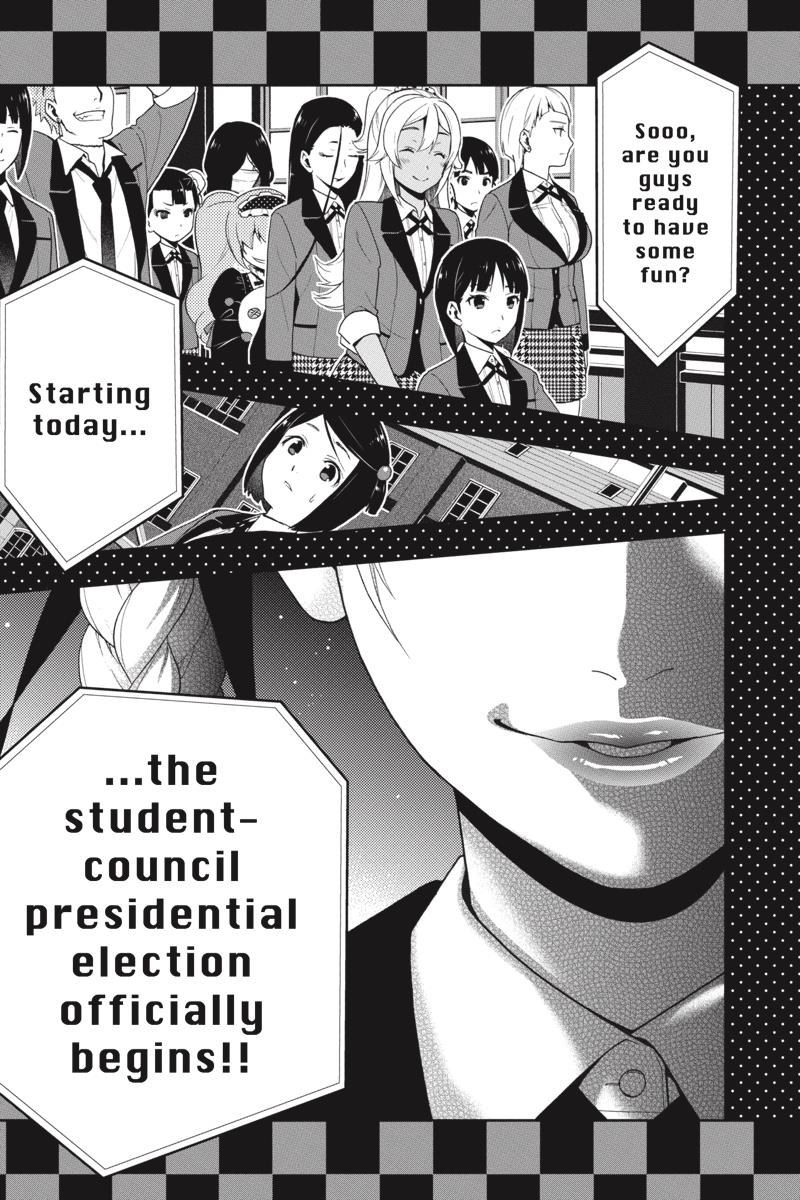 Sooo,
are you
guys
ready
to have
some
fun?
Starting
today...
...the
student-
council
presidential
election
officially
begins!!